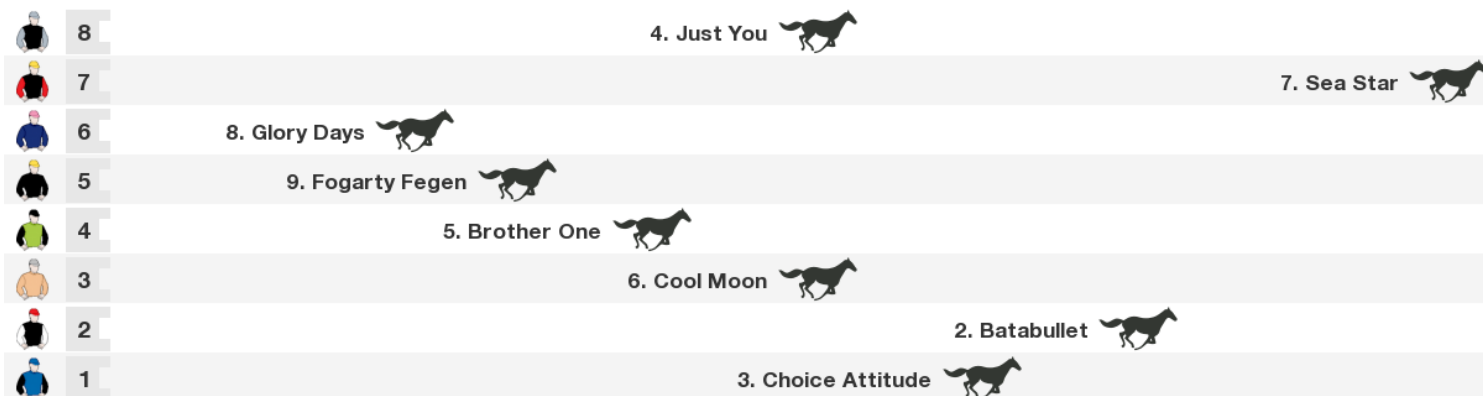 8 4. Just You
7 7. Sea Star
6 8. Glory Days
5 9. Fogarty Fegen
4 5. Brother One
3 6. Cool Moon
2 2. Batabullet
1 3. Choice Attitude